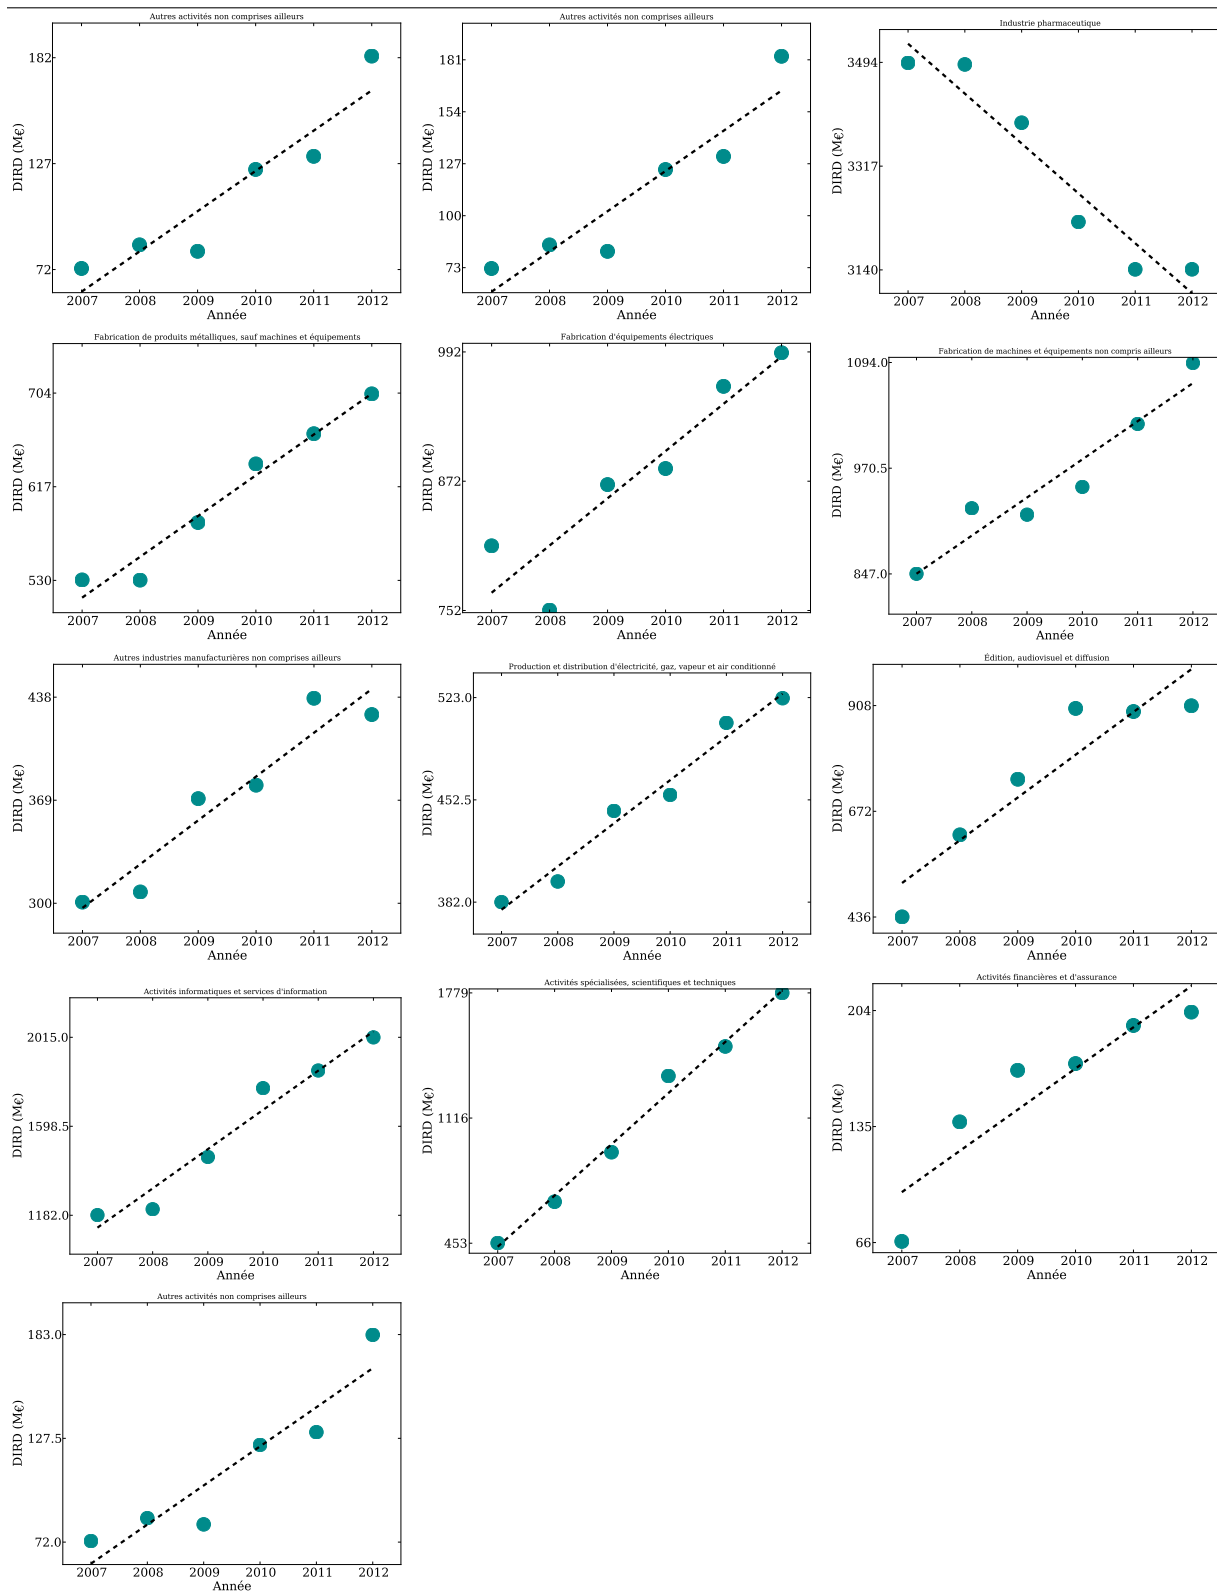 Autres activités non comprises ailleurs
182
127
72
DIRD (M€)
2007 2008 2009 2010 2011 2012
Année
Autres activités non comprises ailleurs
181
154
127
100
73
DIRD (M€)
2007 2008 2009 2010 2011 2012
Année
Industrie pharmaceutique
3494
3317
3140
DIRD (M€)
2007 2008 2009 2010 2011 2012
Année
Fabrication de produits métalliques, sauf machines et équipements
704
617
530
DIRD (M€)
2007 2008 2009 2010 2011 2012
Année
Fabrication d'équipements électriques
992
872
752
DIRD (M€)
2007 2008 2009 2010 2011 2012
Année
Fabrication de machines et équipements non compris ailleurs
1094.0
970.5
847.0
DIRD (M€)
2007 2008 2009 2010 2011 2012
Année
Autres industries manufacturières non comprises ailleurs
438
369
300
DIRD (M€)
2007 2008 2009 2010 2011 2012
Année
Production et distribution d'électricité, gaz, vapeur et air conditionné
523.0
452.5
382.0
DIRD (M€)
2007 2008 2009 2010 2011 2012
Année
Édition, audiovisuel et diffusion
908
672
436
DIRD (M€)
2007 2008 2009 2010 2011 2012
Année
Activités informatiques et services d'information
2015.0
1598.5
1182.0
DIRD (M€)
2007 2008 2009 2010 2011 2012
Année
Activités spécialisées, scientifiques et techniques
1779
1116
453
DIRD (M€)
2007 2008 2009 2010 2011 2012
Année
Activités financières et d'assurance
204
135
66
DIRD (M€)
2007 2008 2009 2010 2011 2012
Année
Autres activités non comprises ailleurs
183.0
127.5
72.0
DIRD (M€)
2007 2008 2009 2010 2011 2012
Année